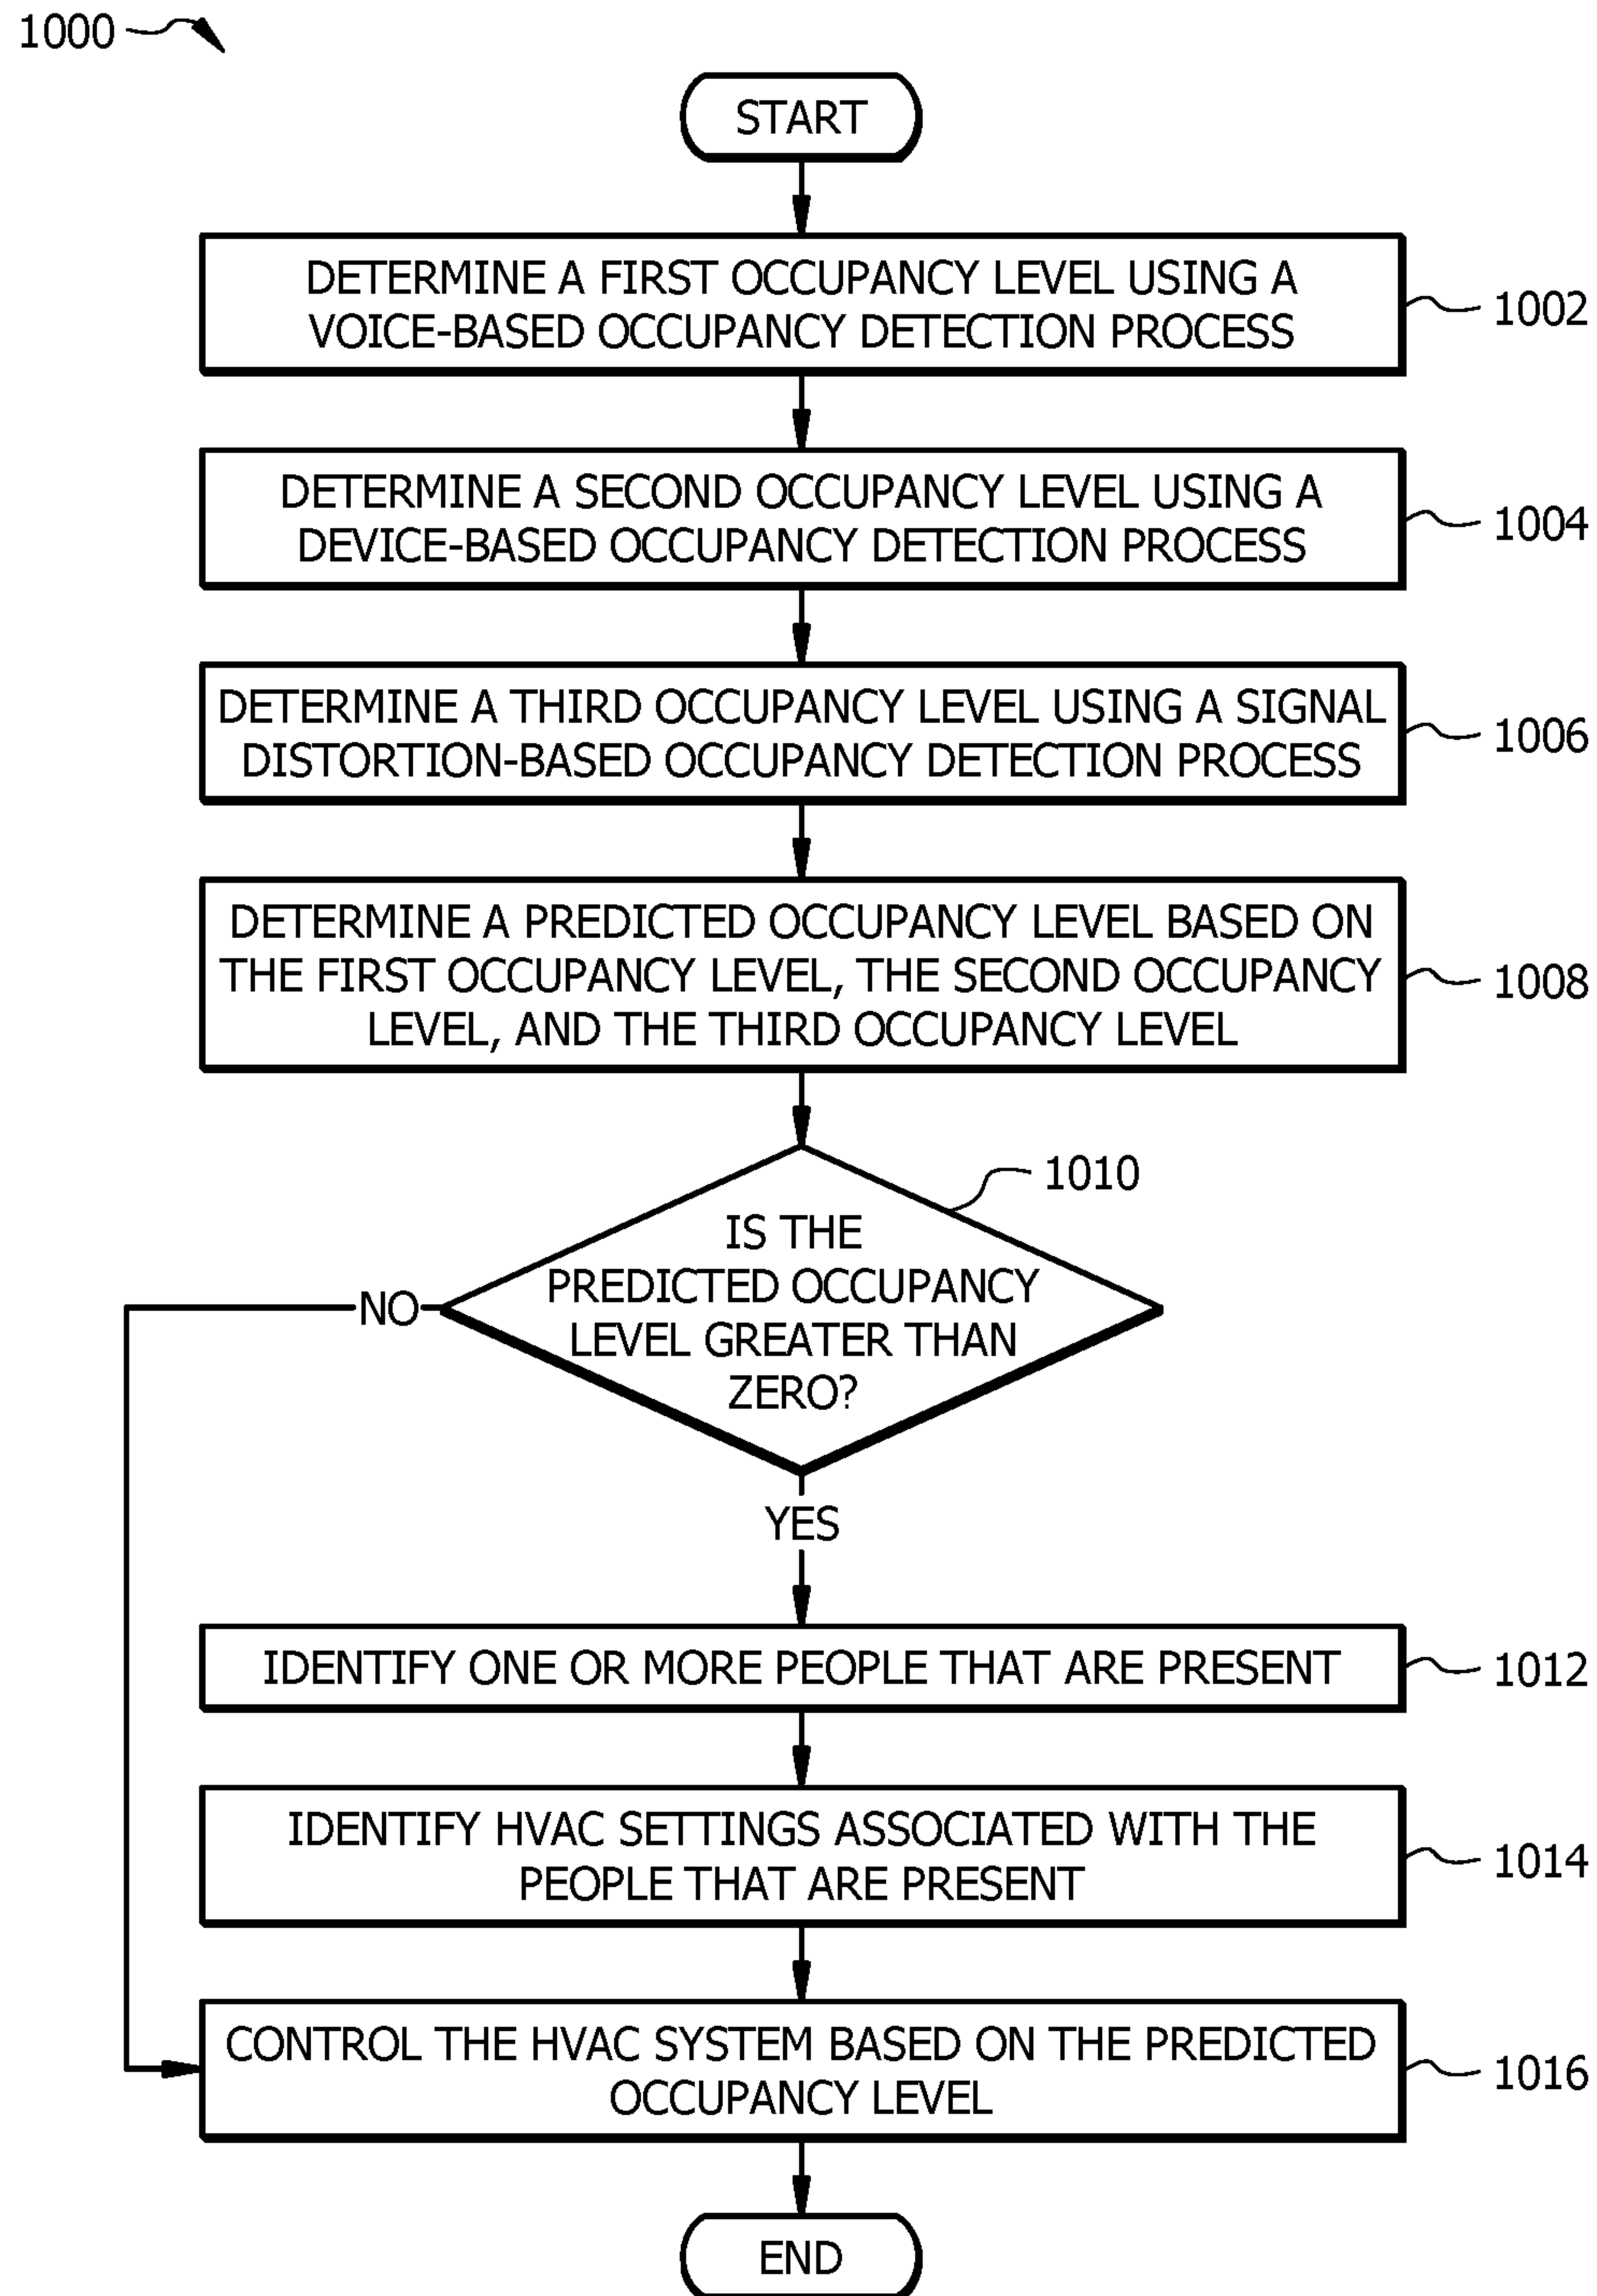 1000
START
DETERMINE A FIRST OCCUPANCY LEVEL USING A
VOICE-BASED OCCUPANCY DETECTION PROCESS
1002
DETERMINE A SECOND OCCUPANCY LEVEL USING A
DEVICE-BASED OCCUPANCY DETECTION PROCESS
1004
DETERMINE A THIRD OCCUPANCY LEVEL USING A SIGNAL
DISTORTION-BASED OCCUPANCY DETECTION PROCESS
1006
DETERMINE A PREDICTED OCCUPANCY LEVEL BASED ON
THE FIRST OCCUPANCY LEVEL, THE SECOND OCCUPANCY
LEVEL, AND THE THIRD OCCUPANCY LEVEL
1008
1010
IS THE
PREDICTED OCCUPANCY
LEVEL GREATER THAN
ZERO?
NO
YES
IDENTIFY ONE OR MORE PEOPLE THAT ARE PRESENT
1012
IDENTIFY HVAC SETTINGS ASSOCIATED WITH THE
PEOPLE THAT ARE PRESENT
1014
CONTROL THE HVAC SYSTEM BASED ON THE PREDICTED
OCCUPANCY LEVEL
1016
END